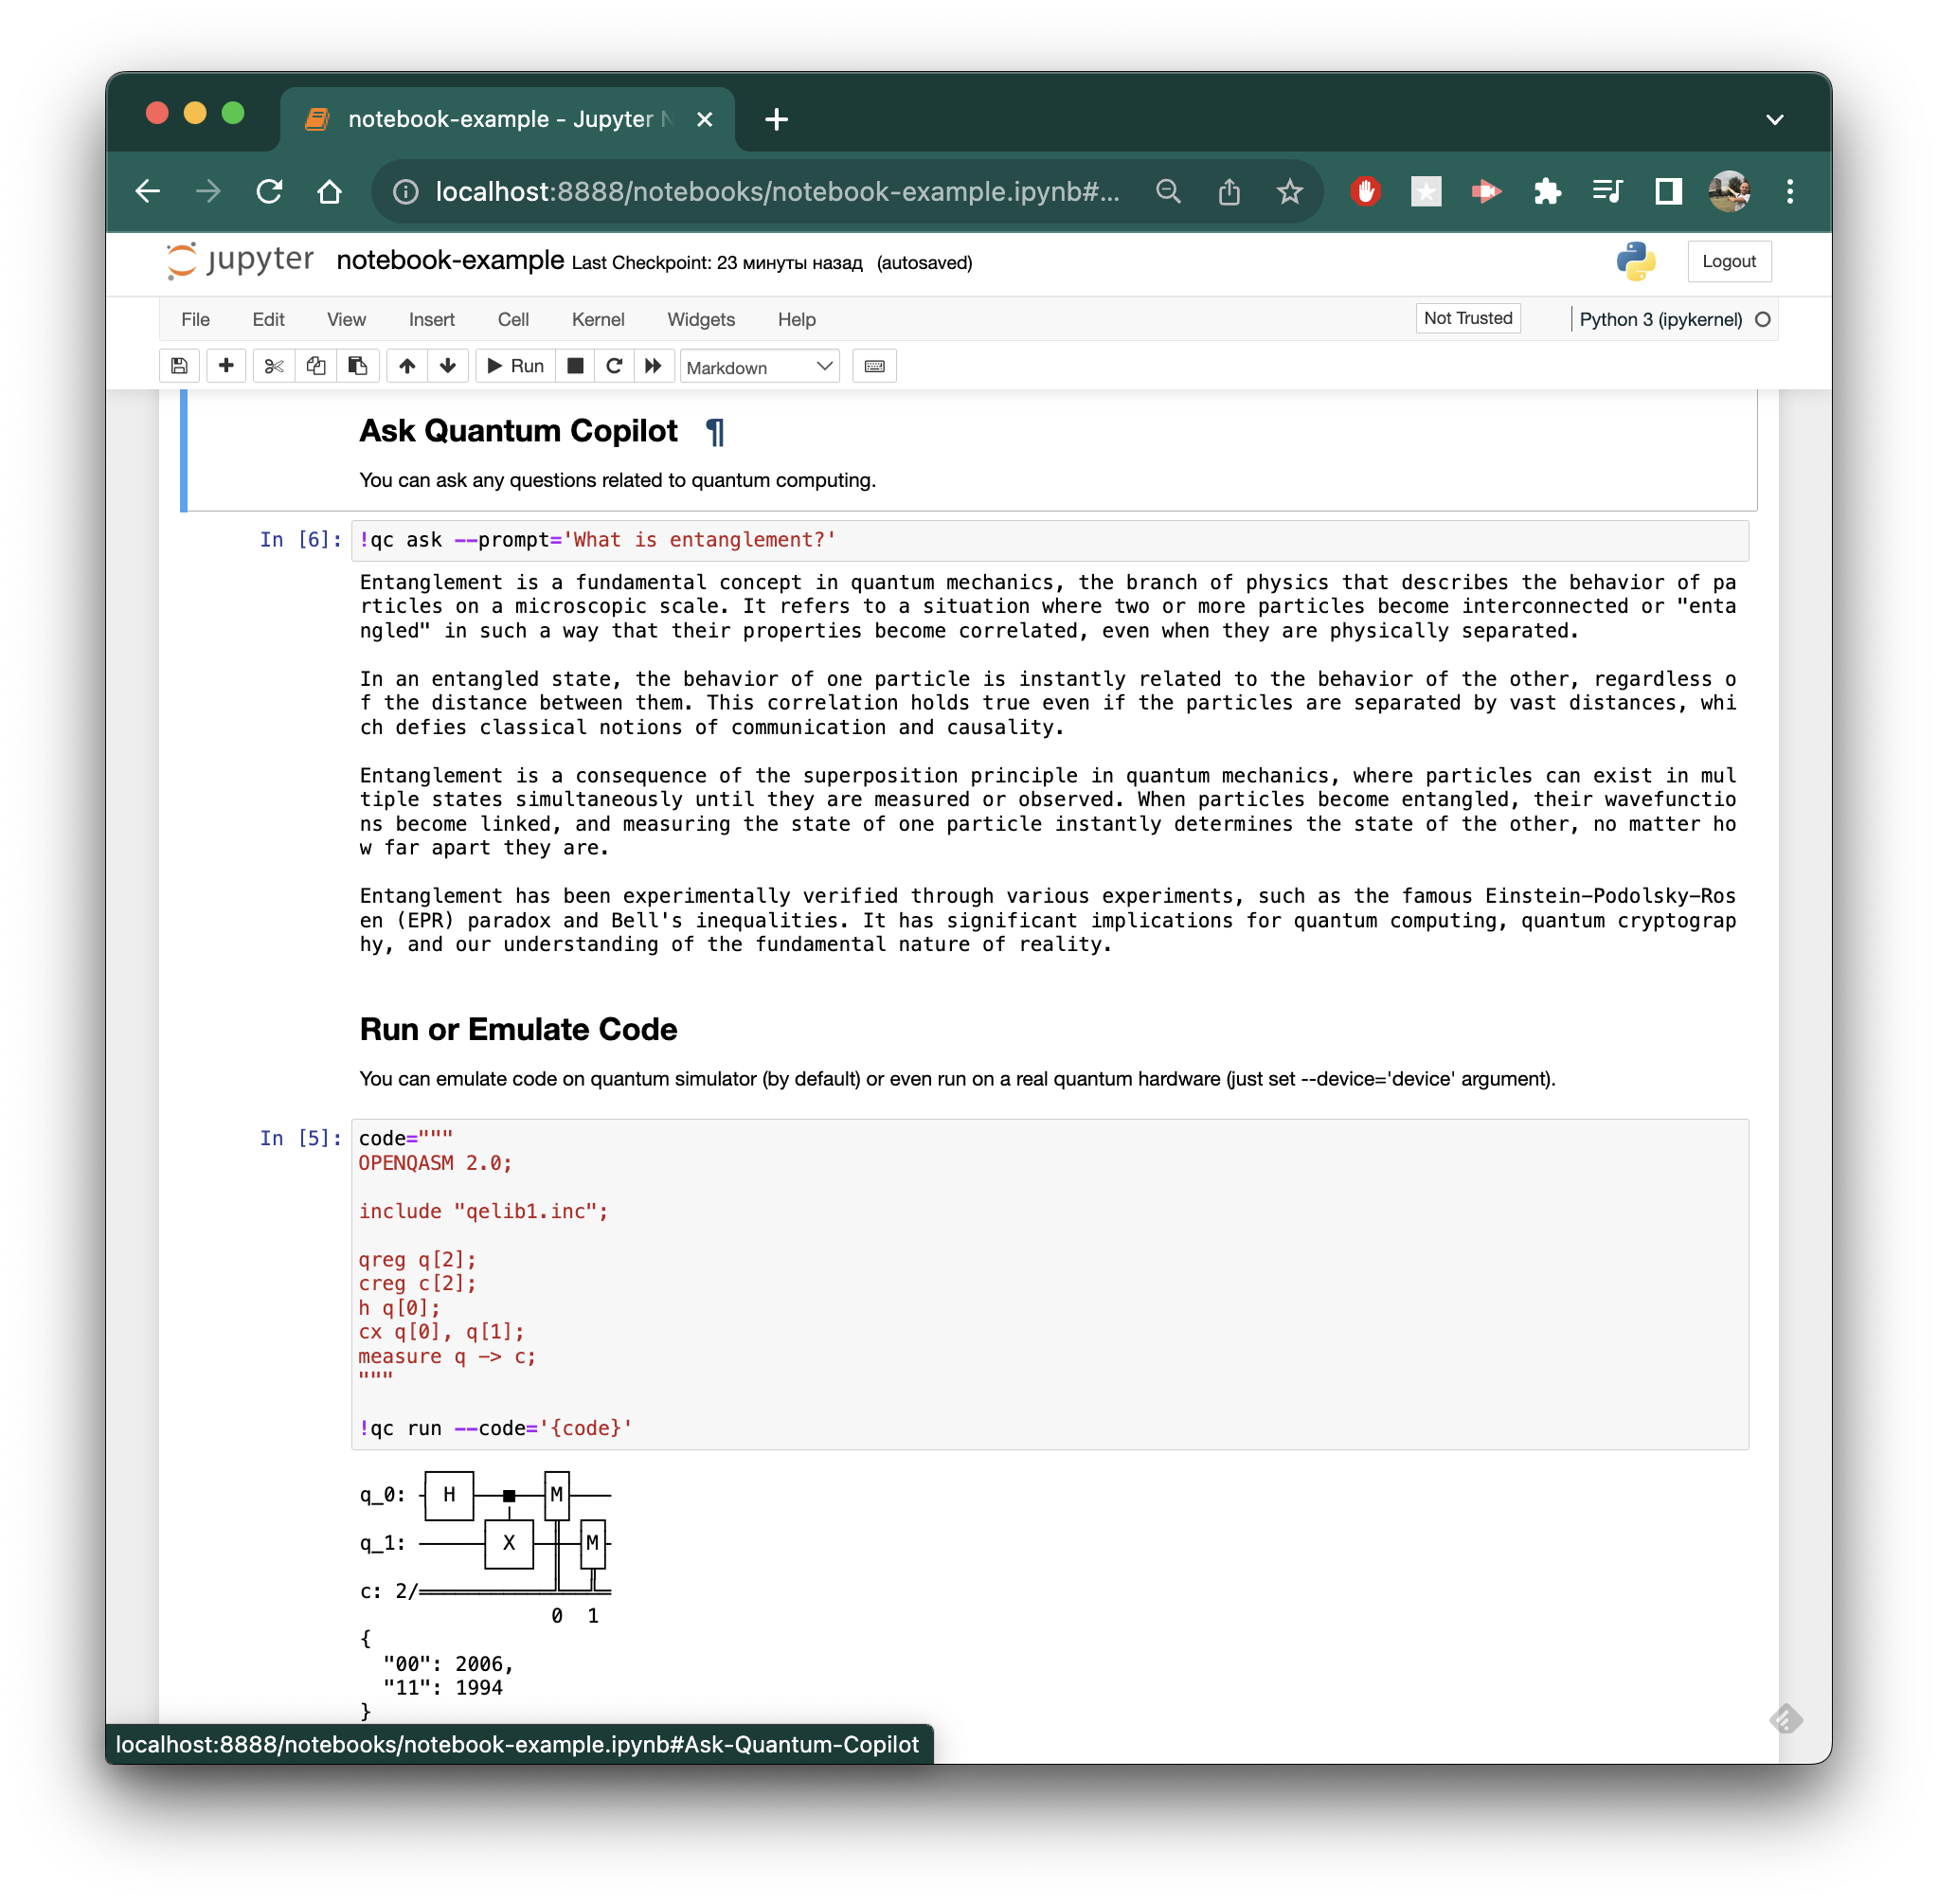 notebook-example - Jupyter N
localhost:8888/notebooks/notebook-example.ipynb#...
jupyter notebook-example Last Checkpoint: 23 минуты назад (autosaved)
Logout
File Edit View Insert Cell Kernel Widgets Help
Not Trusted
Python 3 (ipykernel)
Run
Markdown
Ask Quantum Copilot ¶
You can ask any questions related to quantum computing.
In [6]: !qc ask --prompt='What is entanglement?'
Entanglement is a fundamental concept in quantum mechanics, the branch of physics that describes the behavior of pa
rticles on a microscopic scale. It refers to a situation where two or more particles become interconnected or "enta
ngled" in such a way that their properties become correlated, even when they are physically separated.
In an entangled state, the behavior of one particle is instantly related to the behavior of the other, regardless o
f the distance between them. This correlation holds true even if the particles are separated by vast distances, whi
ch defies classical notions of communication and causality.
Entanglement is a consequence of the superposition principle in quantum mechanics, where particles can exist in mul
tiple states simultaneously until they are measured or observed. When particles become entangled, their wavefunctio
ns become linked, and measuring the state of one particle instantly determines the state of the other, no matter ho
w far apart they are.
Entanglement has been experimentally verified through various experiments, such as the famous Einstein-Podolsky-Ros
en (EPR) paradox and Bell's inequalities. It has significant implications for quantum computing, quantum cryptograp
hy, and our understanding of the fundamental nature of reality.
Run or Emulate Code
You can emulate code on quantum simulator (by default) or even run on a real quantum hardware (just set --device='device' argument).
In [5]: code="""
OPENQASM 2.0;
include "qelib1.inc";
qreg q[2];
creg c[2];
h q[0];
cx q[0], q[1];
measure q -> c;
"""
!qc run --code='{code}'
q_0: H M
q_1: X M
c: 2/
0 1
{
"00": 2006,
"11": 1994
}
localhost:8888/notebooks/notebook-example.ipynb#Ask-Quantum-Copilot